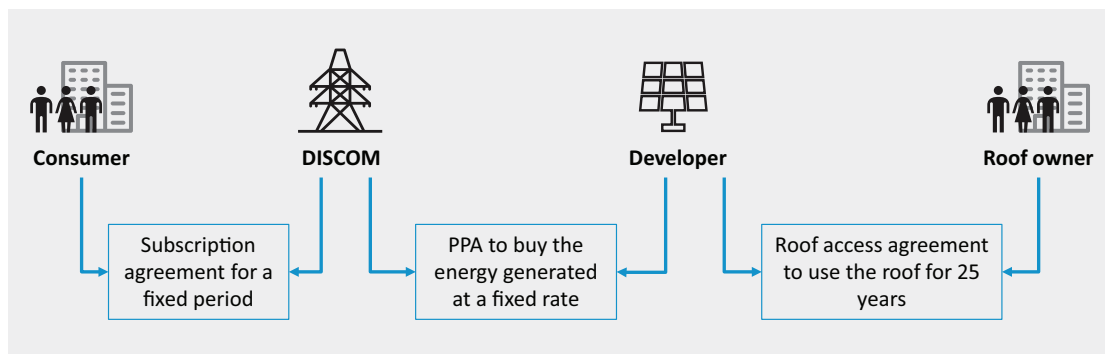 Consumer
DISCOM
Developer
Roof owner
Subscription
agreement for a
fixed period
PPA to buy the
energy generated
at a fixed rate
Roof access agreement
to use the roof for 25
years